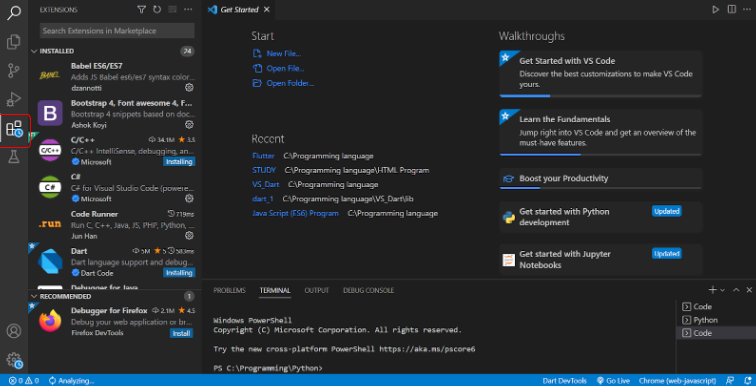 EXTENSIONS
Search Extensions in Marketplace
INSTALLED
74
BABEL
Babel ES6/ES7
Adds JS Babel es6/es7 syntax color...
dzannotti
B
Bootstrap 4, Font awesome 4, F...
Bootstrap 4 snippets based on doc...
Ashok Koyi
C/C++
C/C++
34.1M
3.5
C/C++ IntelliSense, debugging, an...
Microsoft
Installing
C#
C#
C# for Visual Studio Code (powere...
Microsoft
.run
Code Runner
719ms
Run C, C++, Java, JS, PHP, Python, ...
Jun Han
Dart
5M
5
583ms
Dart language support and debug...
Dart Code
Installing
Debugger for Java
RECOMMENDED
1
Debugger for Firefox
2.1M
4.5
Debug your web application or br...
Firefox DevTools
Install
Get Started
Start
New File...
Open File...
Open Folder...
Recent
Flutter C:\Programming language
STUDY C:\Programming language\HTML Program
VS_Dart C:\Programming language
dart_1 C:\Programming language\VS_Dart\lib
Java Script (ES6) Program C:\Programming language
Walkthroughs
Get Started with VS Code
Discover the best customizations to make VS Code
yours.
Learn the Fundamentals
Jump right into VS Code and get an overview of the
must-have features.
Boost your Productivity
Get started with Python
development
Updated
Get started with Jupyter
Notebooks
Updated
PROBLEMS
TERMINAL
OUTPUT
DEBUG CONSOLE
Windows PowerShell
Copyright (C) Microsoft Corporation. All rights reserved.
Try the new cross-platform PowerShell https://aka.ms/pscore6
PS C:\Programming\Python>
Code
Python
Code
0 0 Analyzing...
Dart DevTools
Go Live
Chrome (web-javascript)